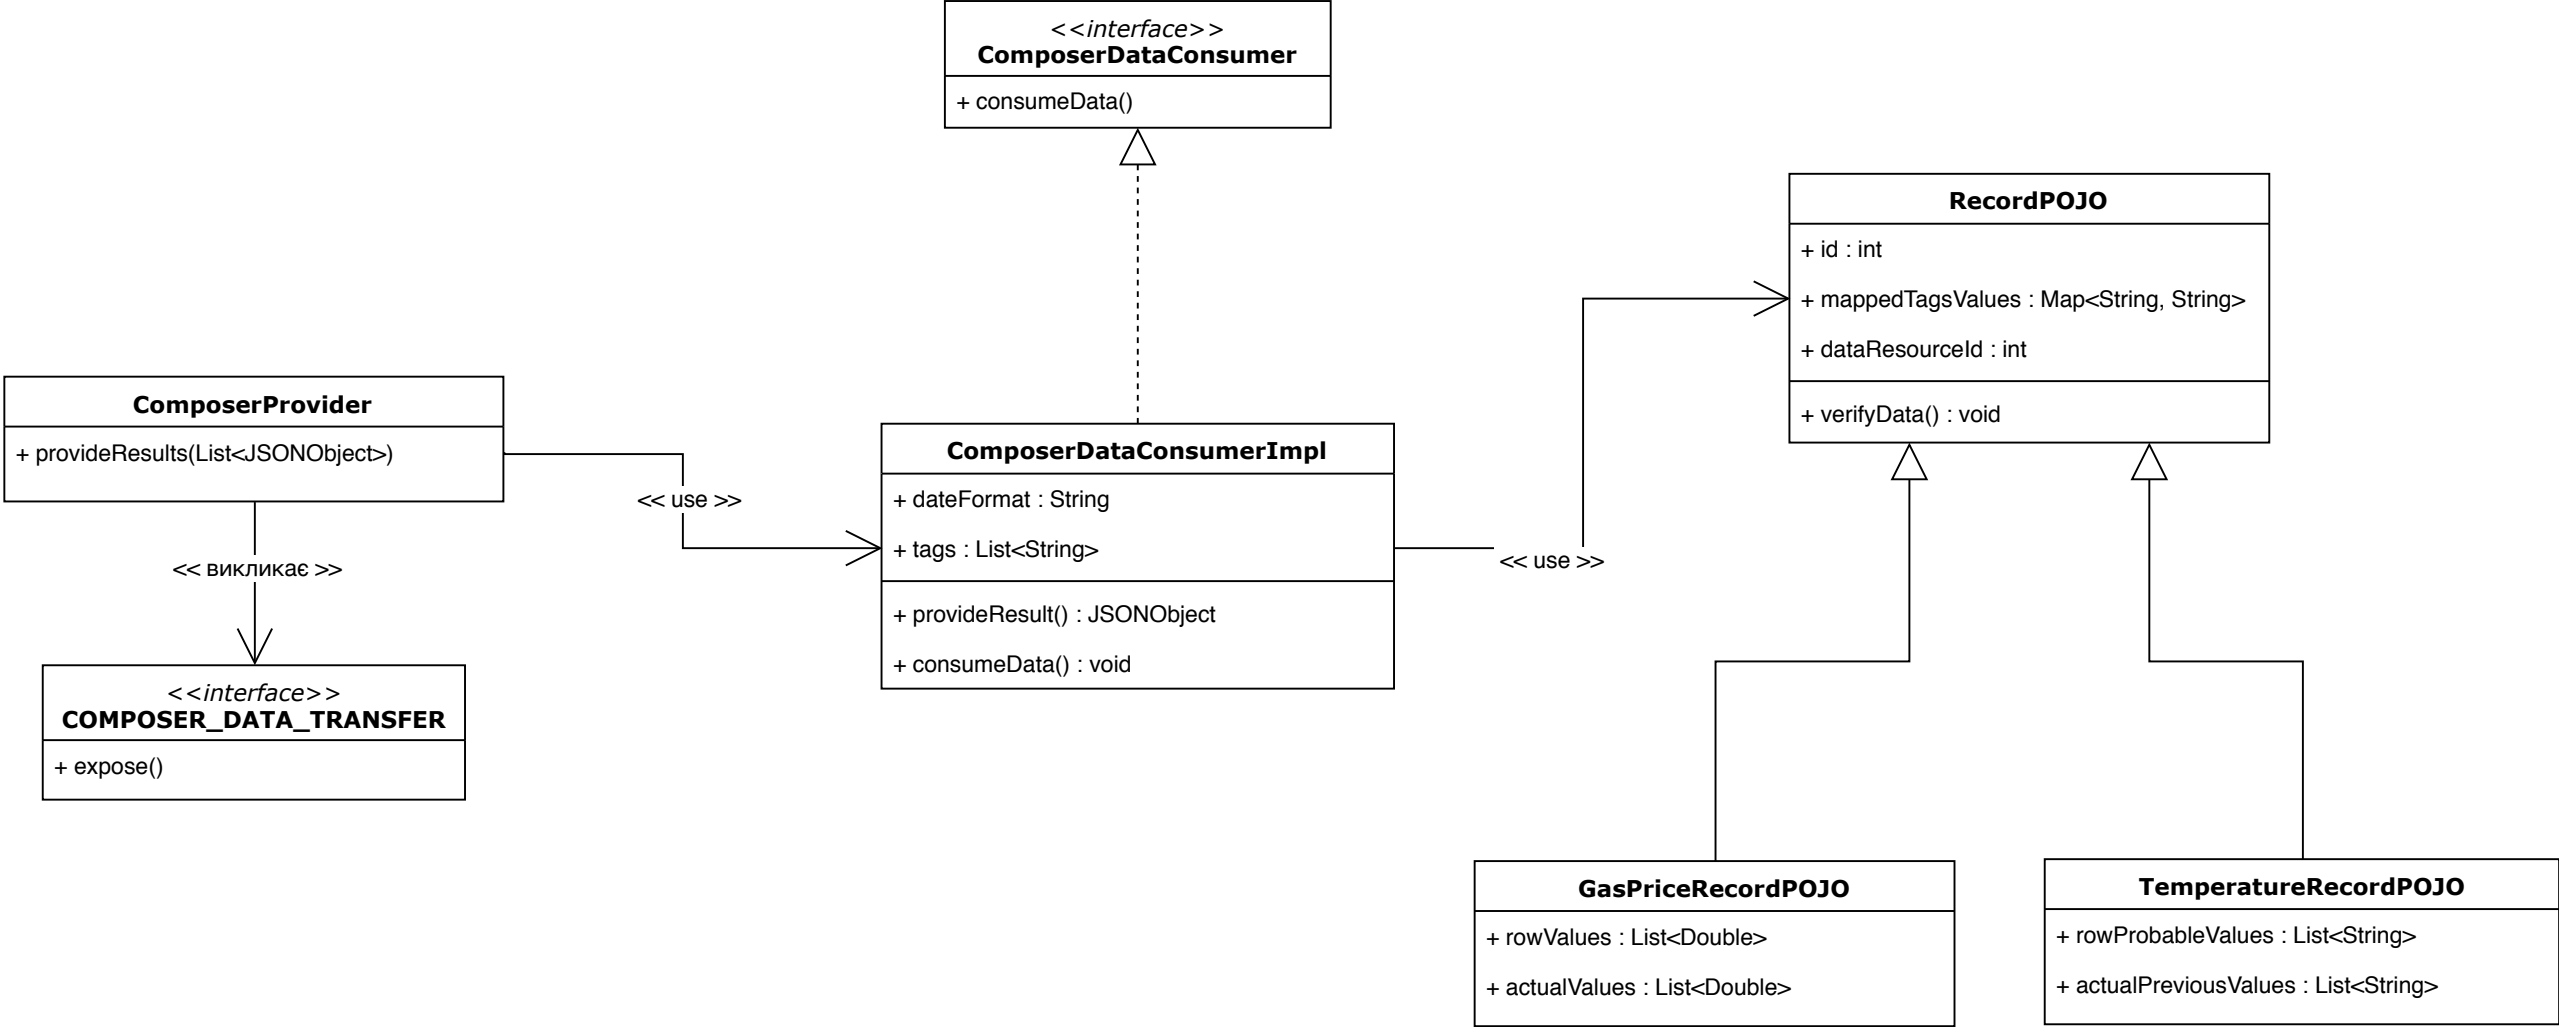 <<interface>>
ComposerDataConsumer
+ consumeData()
RecordPOJO
+ id : int
+ mappedTagsValues : Map<String, String>
+ dataResourceId : int
+ verifyData() : void
ComposerProvider
+ provideResults(List<JSONObject>)
<< use >>
<< викликає >>
<<interface>>
COMPOSER_DATA_TRANSFER
+ expose()
ComposerDataConsumerImpl
+ dateFormat : String
+ tags : List<String>
+ provideResult() : JSONObject
+ consumeData() : void
<< use >>
GasPriceRecordPOJO
+ rowValues : List<Double>
+ actualValues : List<Double>
TemperatureRecordPOJO
+ rowProbableValues : List<String>
+ actualPreviousValues : List<String>